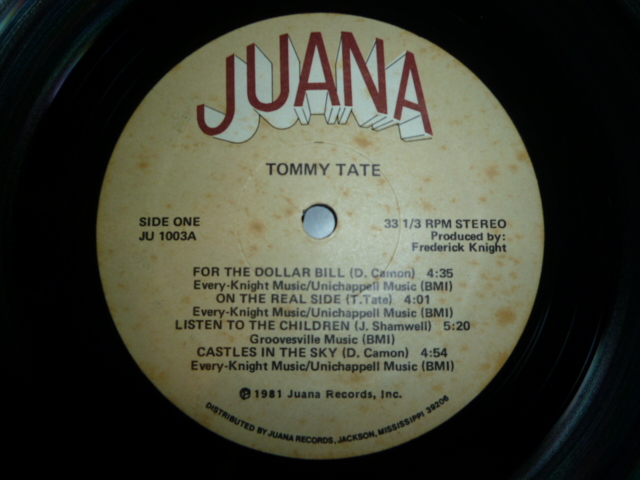 JUANA
TOMMY TATE
SIDE ONE
JU 1003A
33 1/3 RPM STEREO
Produced by:
Frederick Knight
FOR THE DOLLAR BILL (D. Camon) 4:35
Every-Knight Music/Unichappell Music (BMI)
ON THE REAL SIDE (T.Tate) 4:01
Every-Knight Music/Unichappell Music (BMI)
LISTEN TO THE CHILDREN (J. Shamwell) 5:20
Groovesville Music (BMI)
CASTLES IN THE SKY (D. Camon) 4:54
Every-Knight Music/Unichappell Music (BMI)
℗ 1981 Juana Records, Inc.
DISTRIBUTED BY JUANA RECORDS, JACKSON, MISSISSIPPI 39206